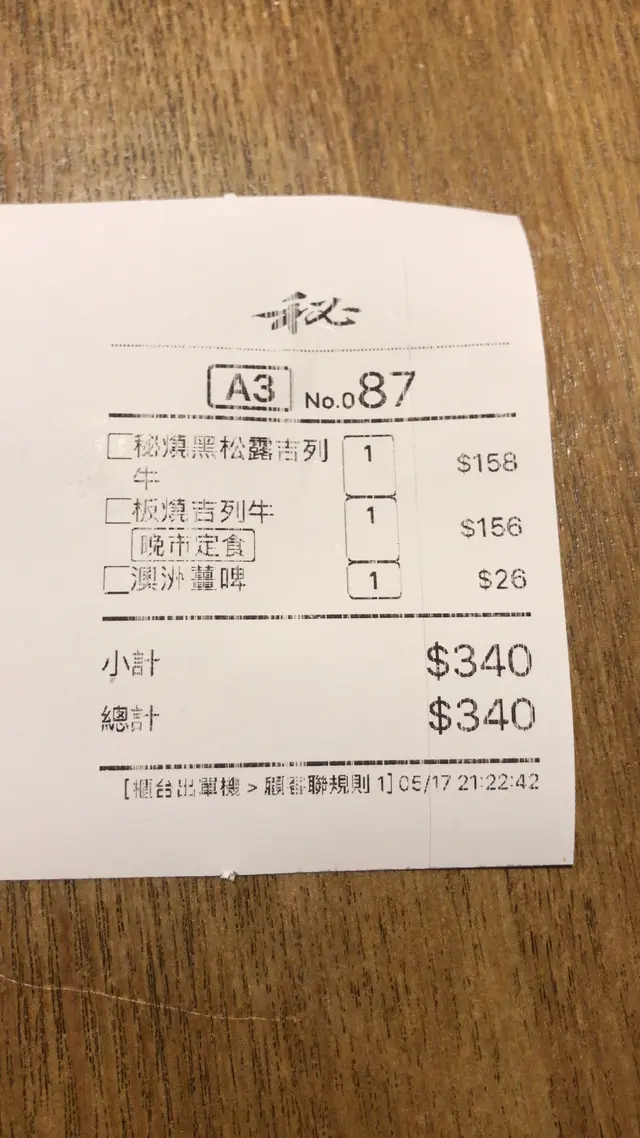 秘
A3 No.087
秘燒黑松露吉列牛 1 $158
板燒吉列牛 1 $156
晚市定食
澳洲薑啤 1 $26
小計 $340
總計 $340
[櫃台出單機 > 顧客聯規則 1] 05/17 21:22:42